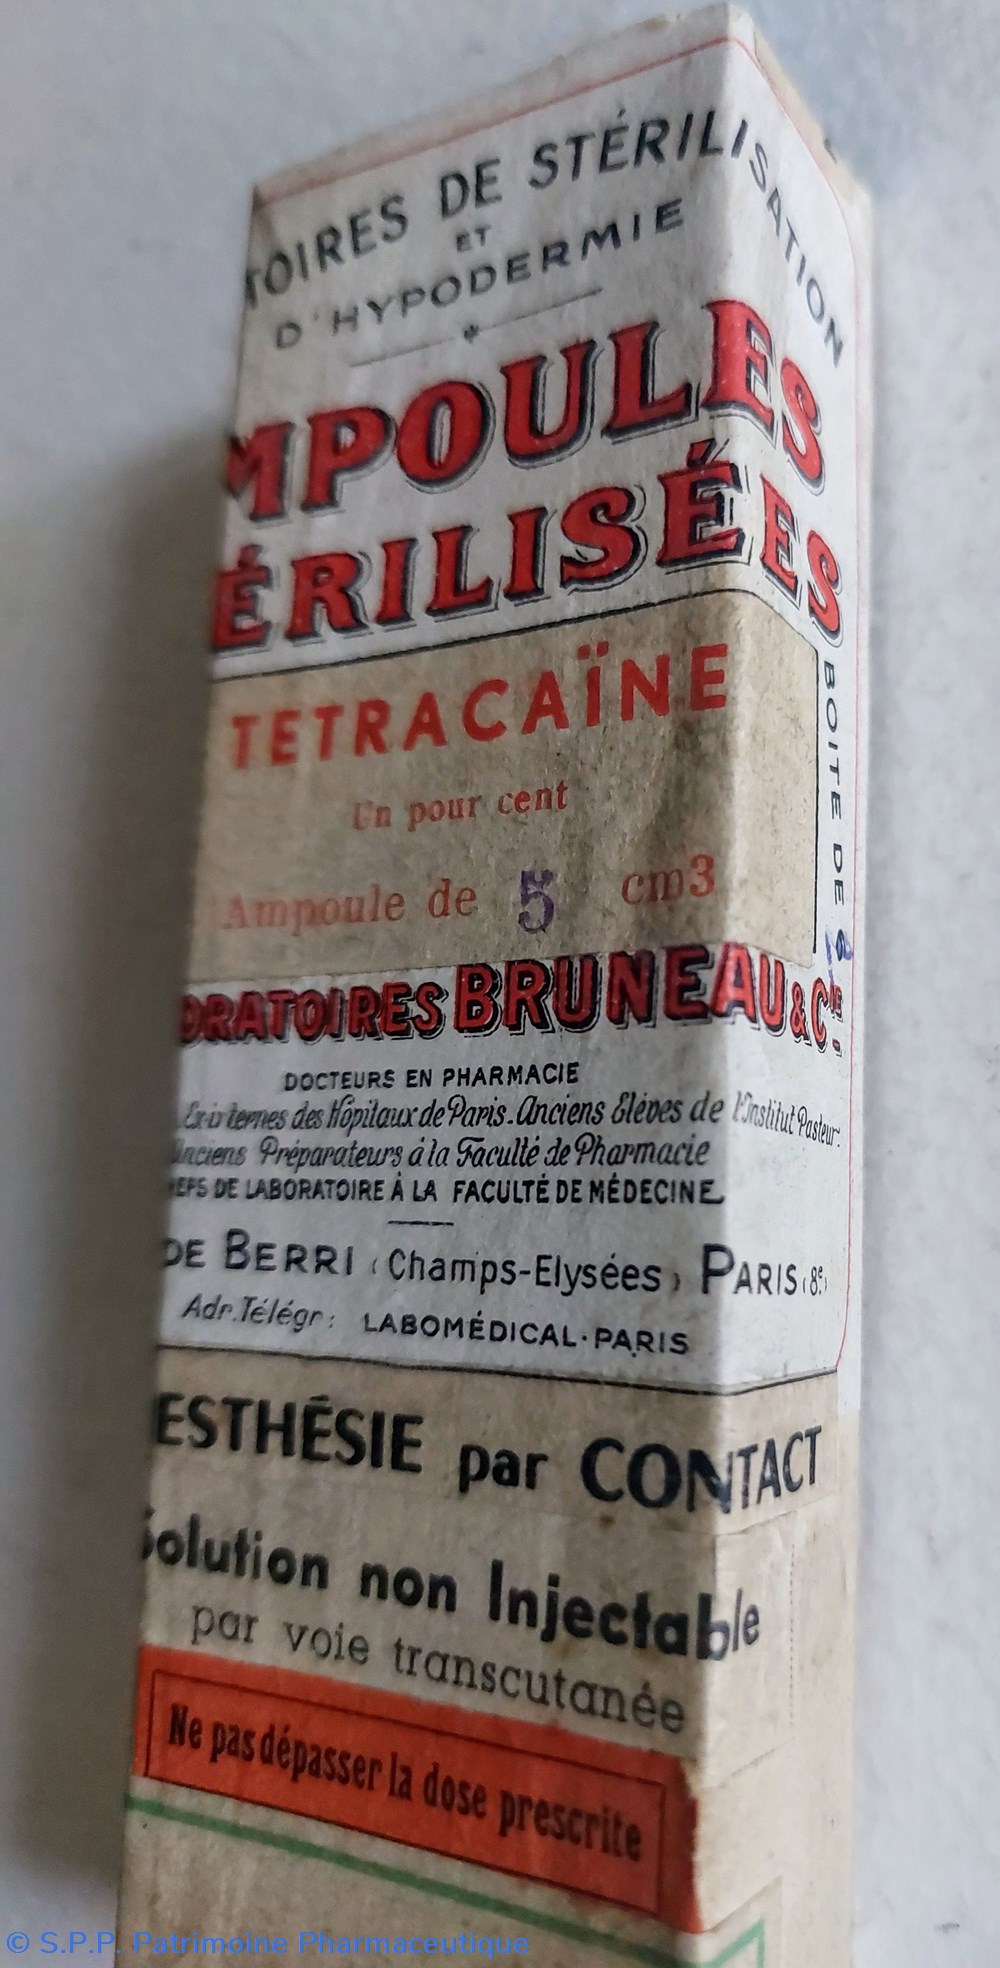 TOIRES DE STÉRILISATION
ET
D'HYPODERMIE
MPOULES
ÉRILISÉES
TETRACAÏNE
Un pour cent
Ampoule de 5 cm3
BOITE DE
ORATOIRES BRUNEAU & Cie
DOCTEURS EN PHARMACIE
Ex-internes des Hôpitaux de Paris. Anciens Elèves de l'Institut Pasteur.
Anciens Préparateurs à la Faculté de Pharmacie
HEFS DE LABORATOIRE À LA FACULTÉ DE MÉDECINE
DE BERRI (Champs-Elysées) PARIS (8e)
Adr. Télégr: LABOMÉDICAL-PARIS
ESTHÉSIE par CONTACT
Solution non Injectable
par voie transcutanée
Ne pas dépasser la dose prescrite
© S.P.P. Patrimoine Pharmaceutique